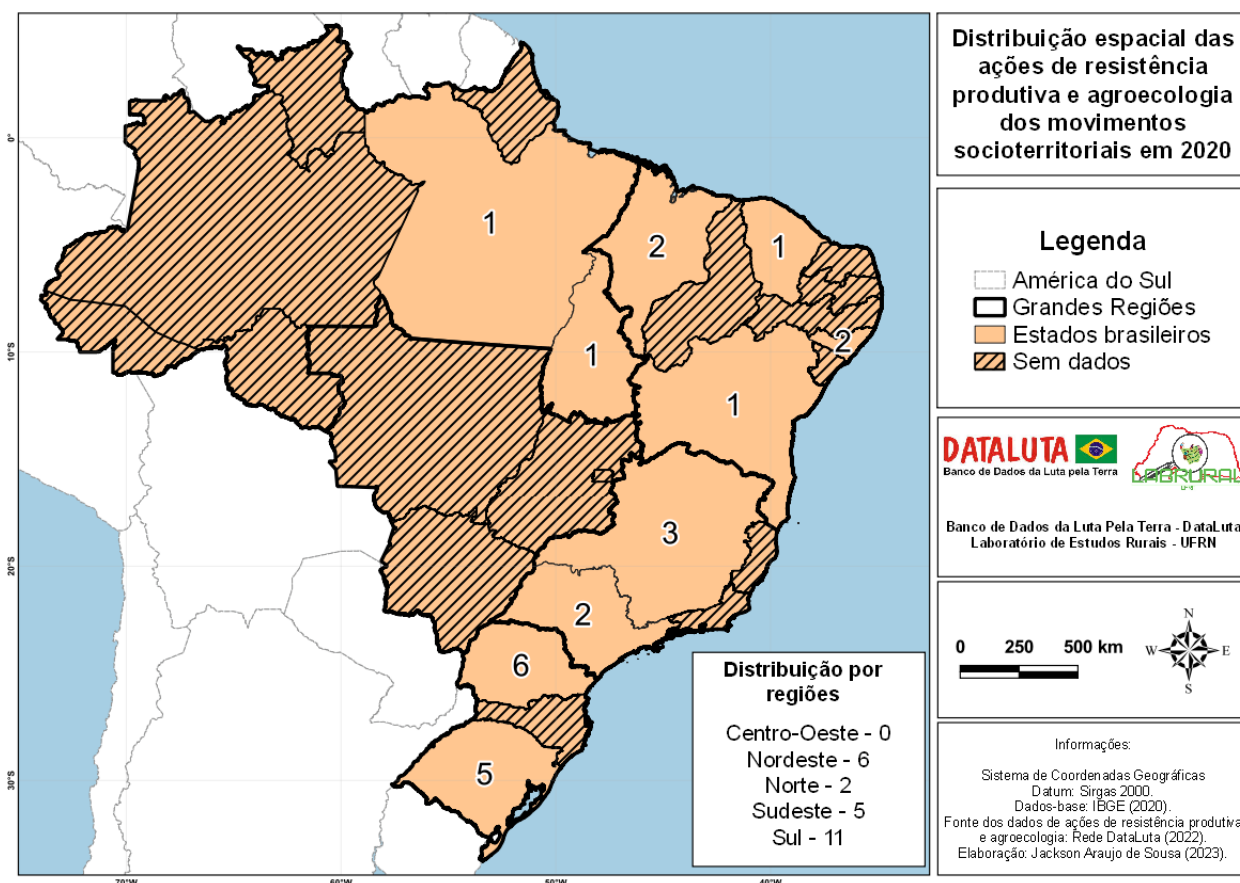 Distribuição espacial das
ações de resistência
produtiva e agroecologia
dos movimentos
socioterritoriais em 2020
Legenda
América do Sul
Grandes Regiões
Estados brasileiros
Sem dados
DATALUTA
Banco de Dados da Luta pela Terra
LABRURAL
Banco de Dados da Luta Pela Terra - DataLuta
Laboratório de Estudos Rurais - UFRN
0 250 500 km
N
W E
S
Informações:
Sistema de Coordenadas Geográficas
Datum: Sirgas 2000.
Dados-base: IBGE (2020).
Fonte dos dados de ações de resistência produtiva
e agroecologia: Rede DataLuta (2022).
Elaboração: Jackson Araujo de Sousa (2023).
1
2
1
1
2
1
3
2
6
5
Distribuição por
regiões
Centro-Oeste - 0
Nordeste - 6
Norte - 2
Sudeste - 5
Sul - 11
0°
10°S
20°S
30°S
70°W
60°W
50°W
40°W